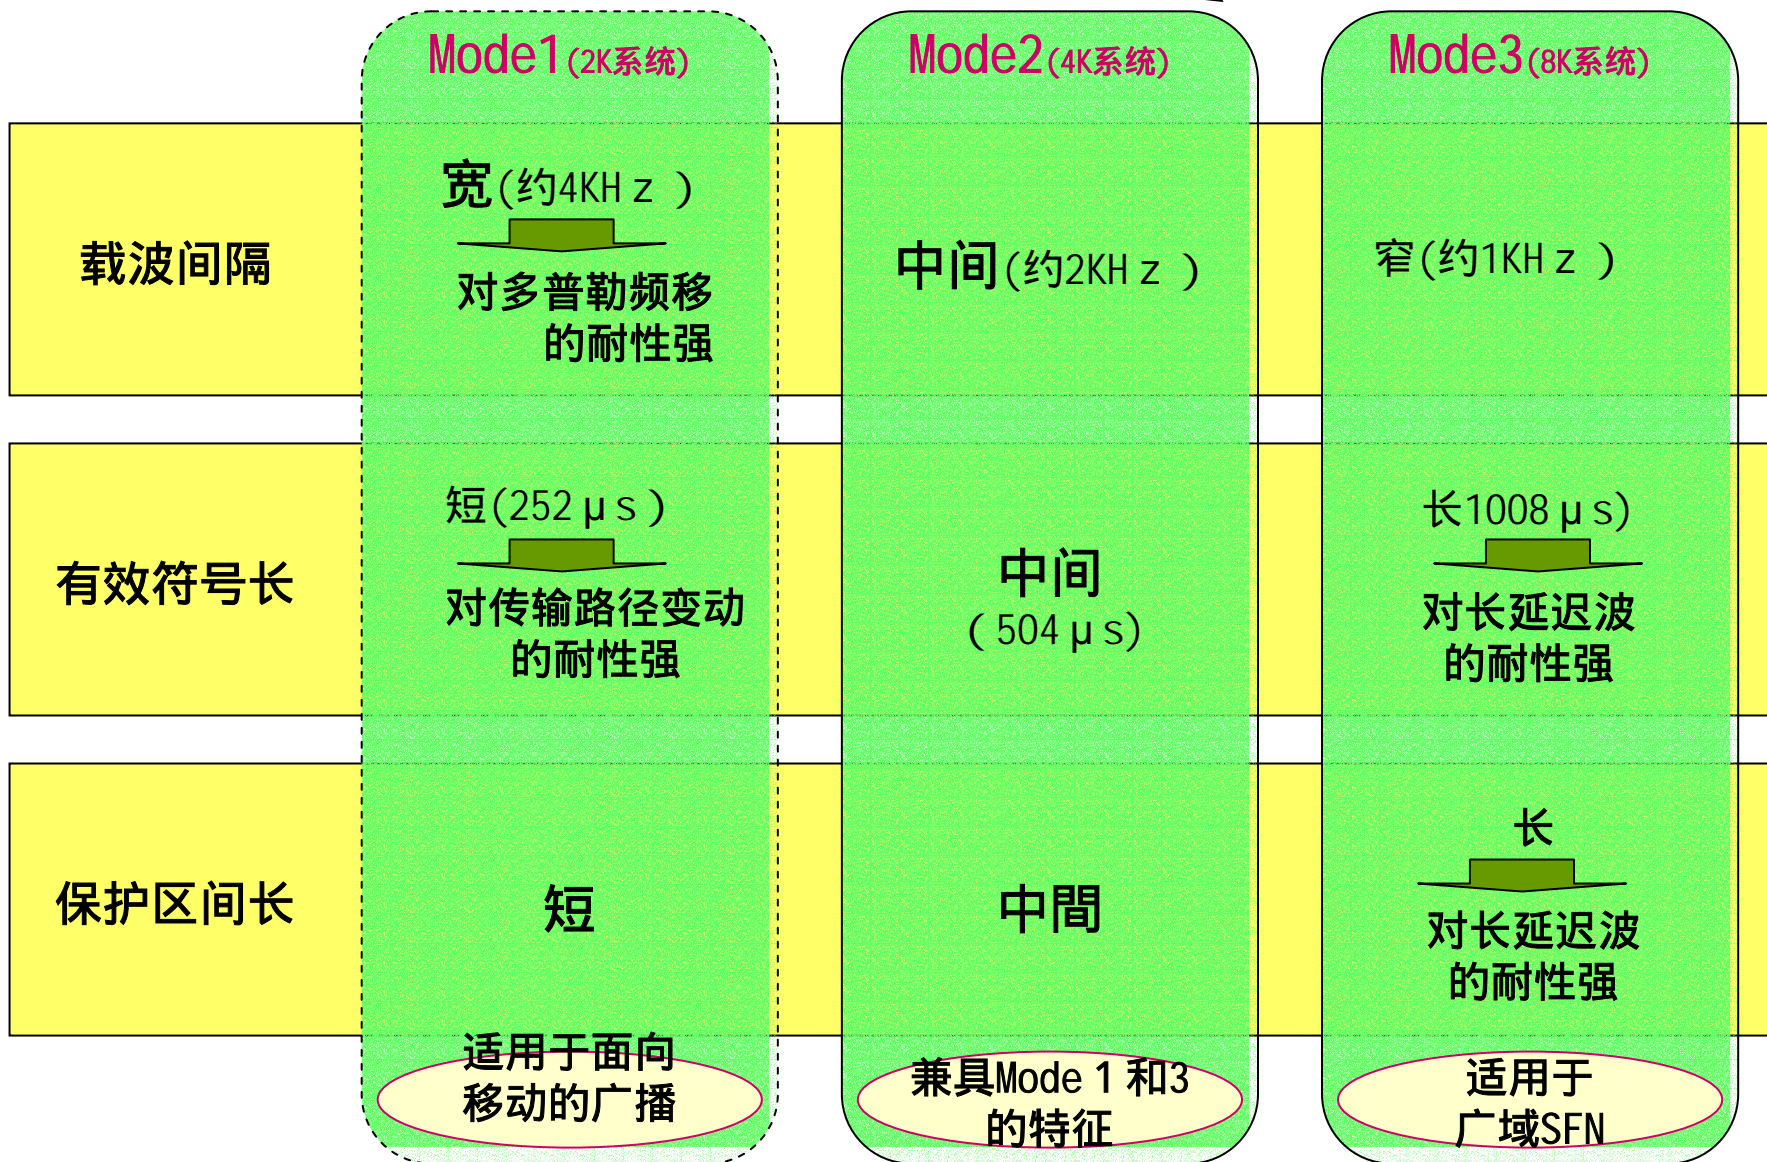 Mode1(2K系统)
Mode2(4K系统)
Mode3(8K系统)
载波间隔
宽(约4KHz )
对多普勒频移
的耐性强
中间(约2KHz )
窄(约1KHz )
有效符号长
短(252μs)
对传输路径变动
的耐性强
中间
(504μs)
长1008μs)
对长延迟波
的耐性强
保护区间长
短
中間
长
对长延迟波
的耐性强
适用于面向
移动的广播
兼具Mode 1 和3
的特征
适用于
广域SFN